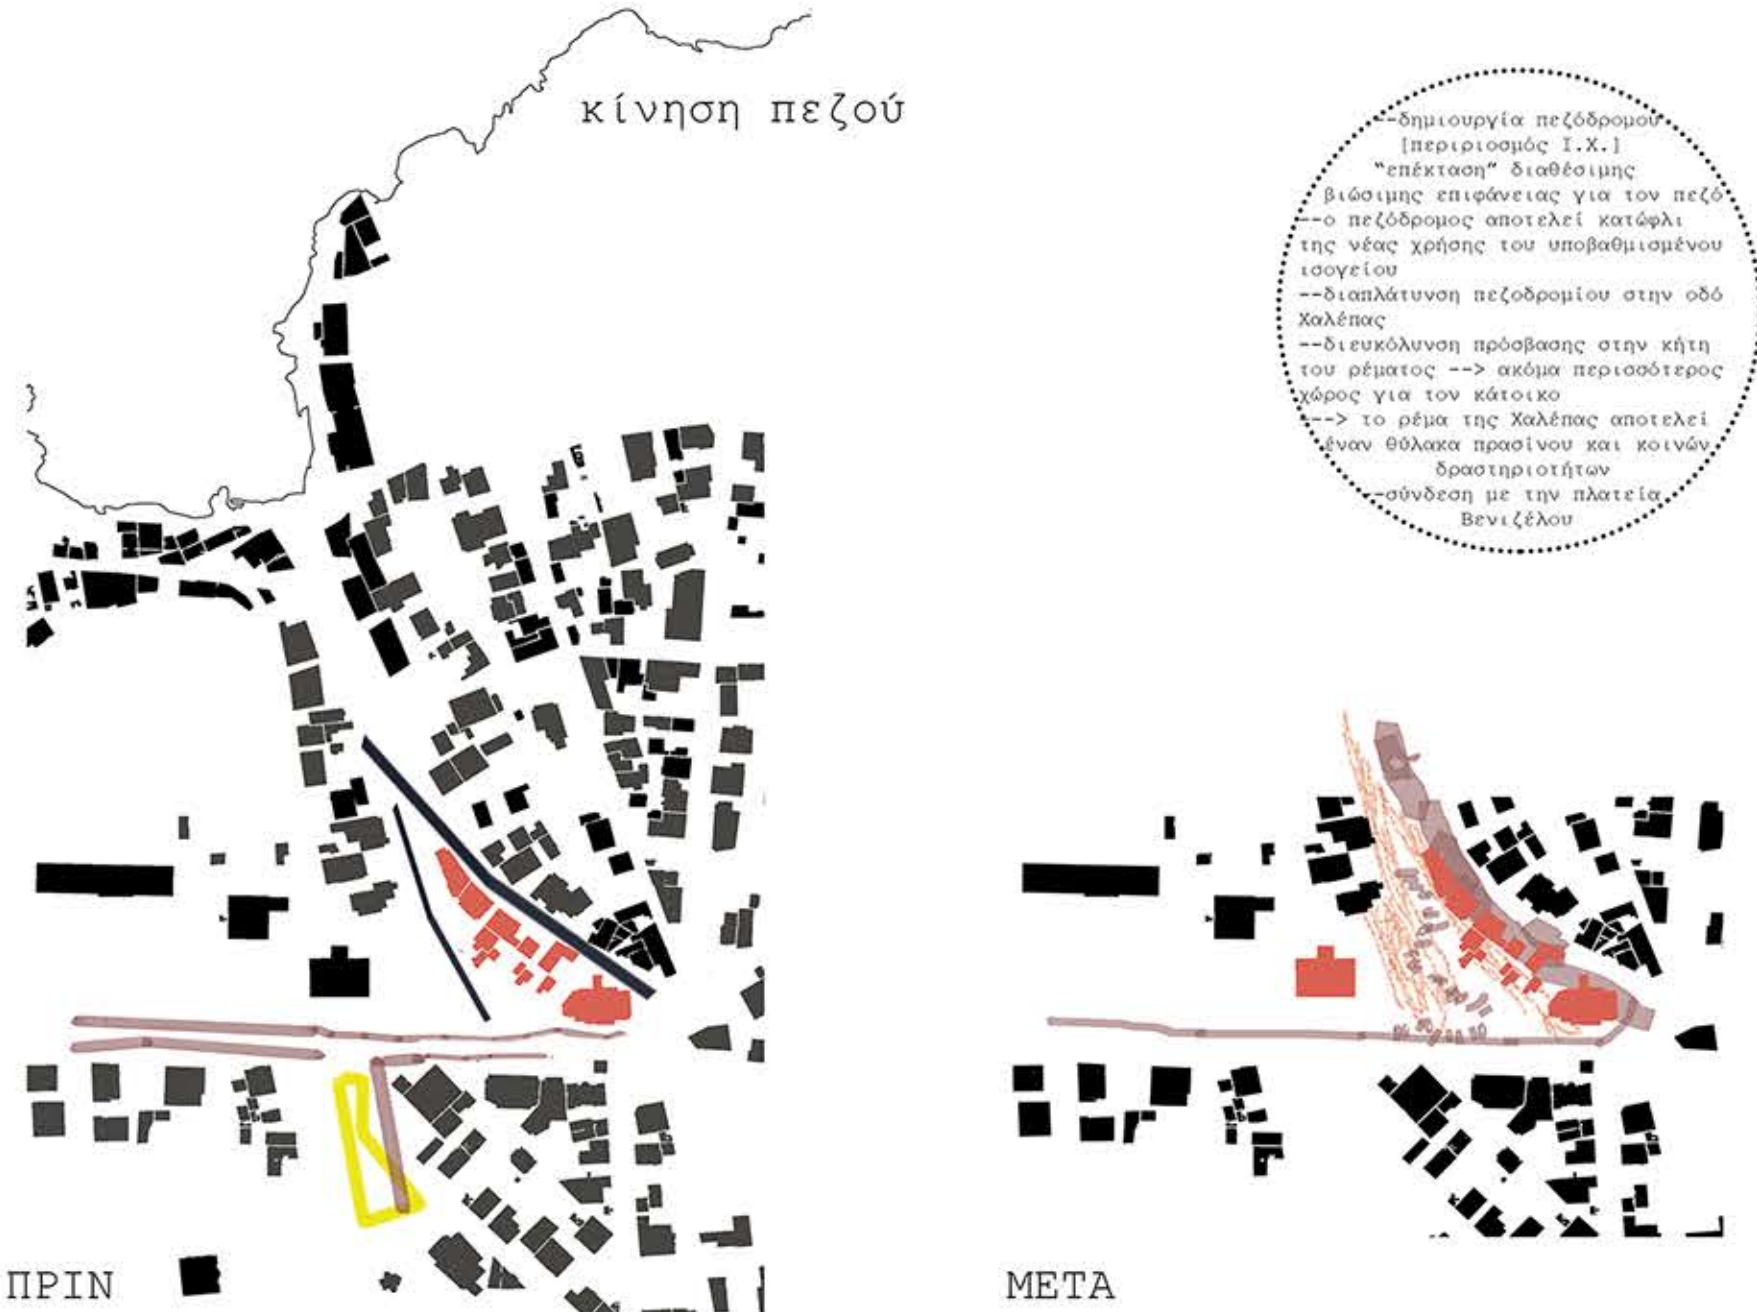 κίνηση πεζού
--δημιουργία πεζόδρομου
[περιριοσμός Ι.Χ.]
“επέκταση” διαθέσιμης
βιώσιμης επιφάνειας για τον πεζό
--ο πεζόδρομος αποτελεί κατώφλι
της νέας χρήσης του υποβαθμισμένου
ισογείου
--διαπλάτυνση πεζοδρομίου στην οδό
Χαλέπας
--διευκόλυνση πρόσβασης στην κήτη
του ρέματος --> ακόμα περισσότερος
χώρος για τον κάτοικο
---> το ρέμα της Χαλέπας αποτελεί
έναν θύλακα πρασίνου και κοινών
δραστηριοτήτων
--σύνδεση με την πλατεία
Βενιζέλου
ΠΡΙΝ
ΜΕΤΑ